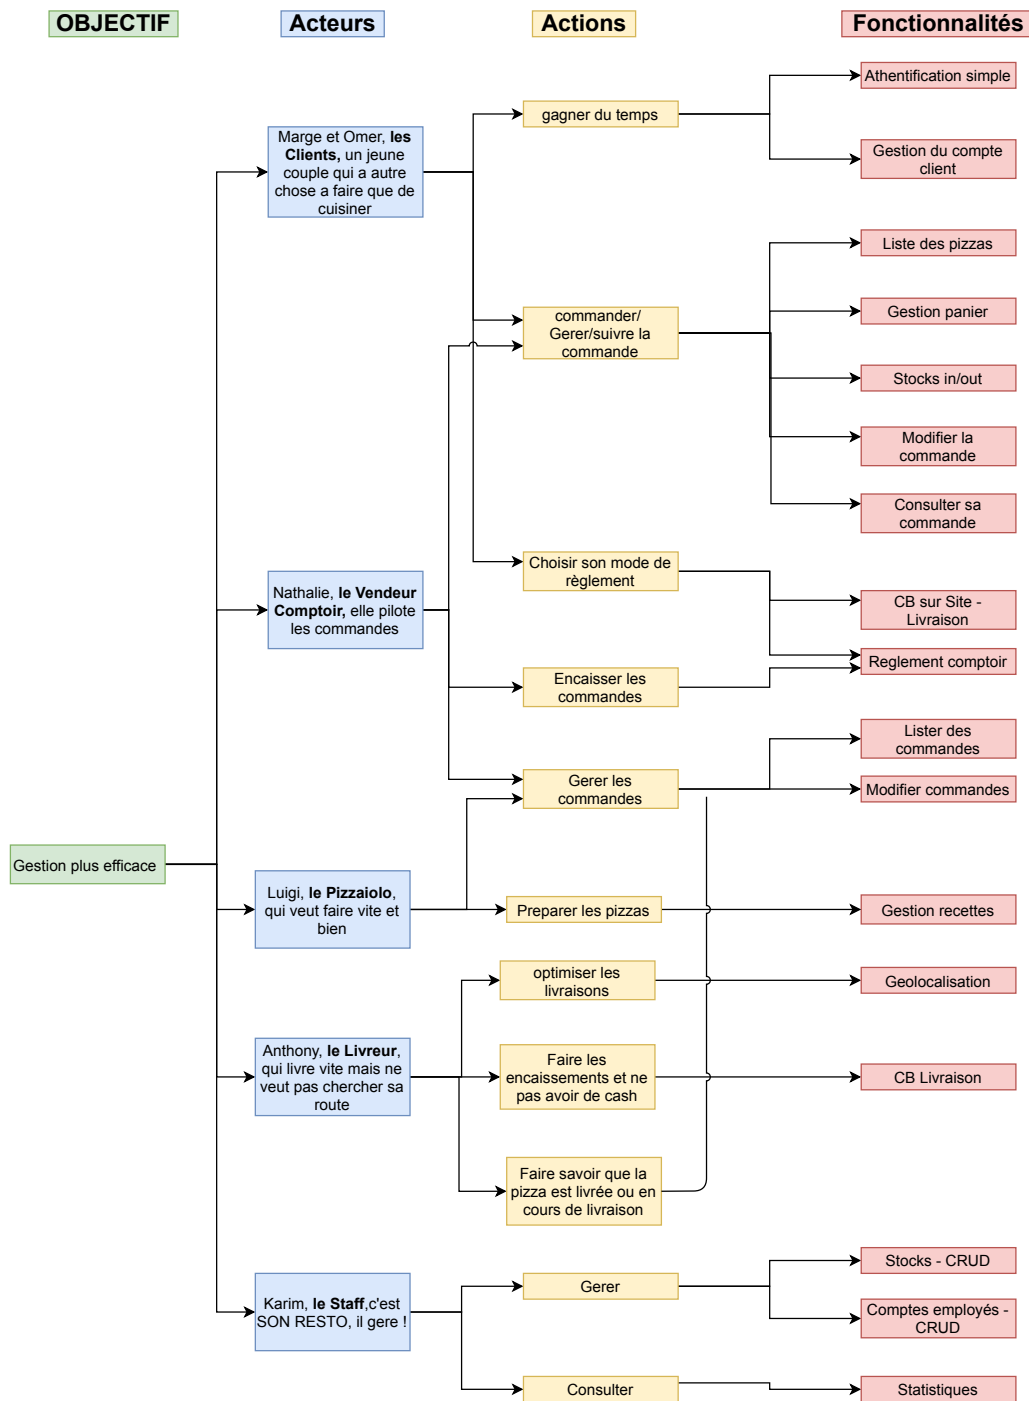 OBJECTIF
Acteurs
Actions
Fonctionnalités
Athentification simple
gagner du temps
Marge et Omer, les
Clients, un jeune
couple qui a autre
chose a faire que de
cuisiner
Gestion du compte
client
Liste des pizzas
commander/
Gerer/suivre la
commande
Gestion panier
Stocks in/out
Modifier la
commande
Consulter sa
commande
Choisir son mode de
règlement
Nathalie, le Vendeur
Comptoir, elle pilote
les commandes
CB sur Site -
Livraison
Reglement comptoir
Encaisser les
commandes
Lister des
commandes
Gerer les
commandes
Modifier commandes
Gestion plus efficace
Luigi, le Pizzaiolo,
qui veut faire vite et
bien
Preparer les pizzas
Gestion recettes
optimiser les
livraisons
Geolocalisation
Anthony, le Livreur,
qui livre vite mais ne
veut pas chercher sa
route
Faire les
encaissements et ne
pas avoir de cash
CB Livraison
Faire savoir que la
pizza est livrée ou en
cours de livraison
Stocks - CRUD
Gerer
Karim, le Staff,c'est
SON RESTO, il gere !
Comptes employés -
CRUD
Consulter
Statistiques